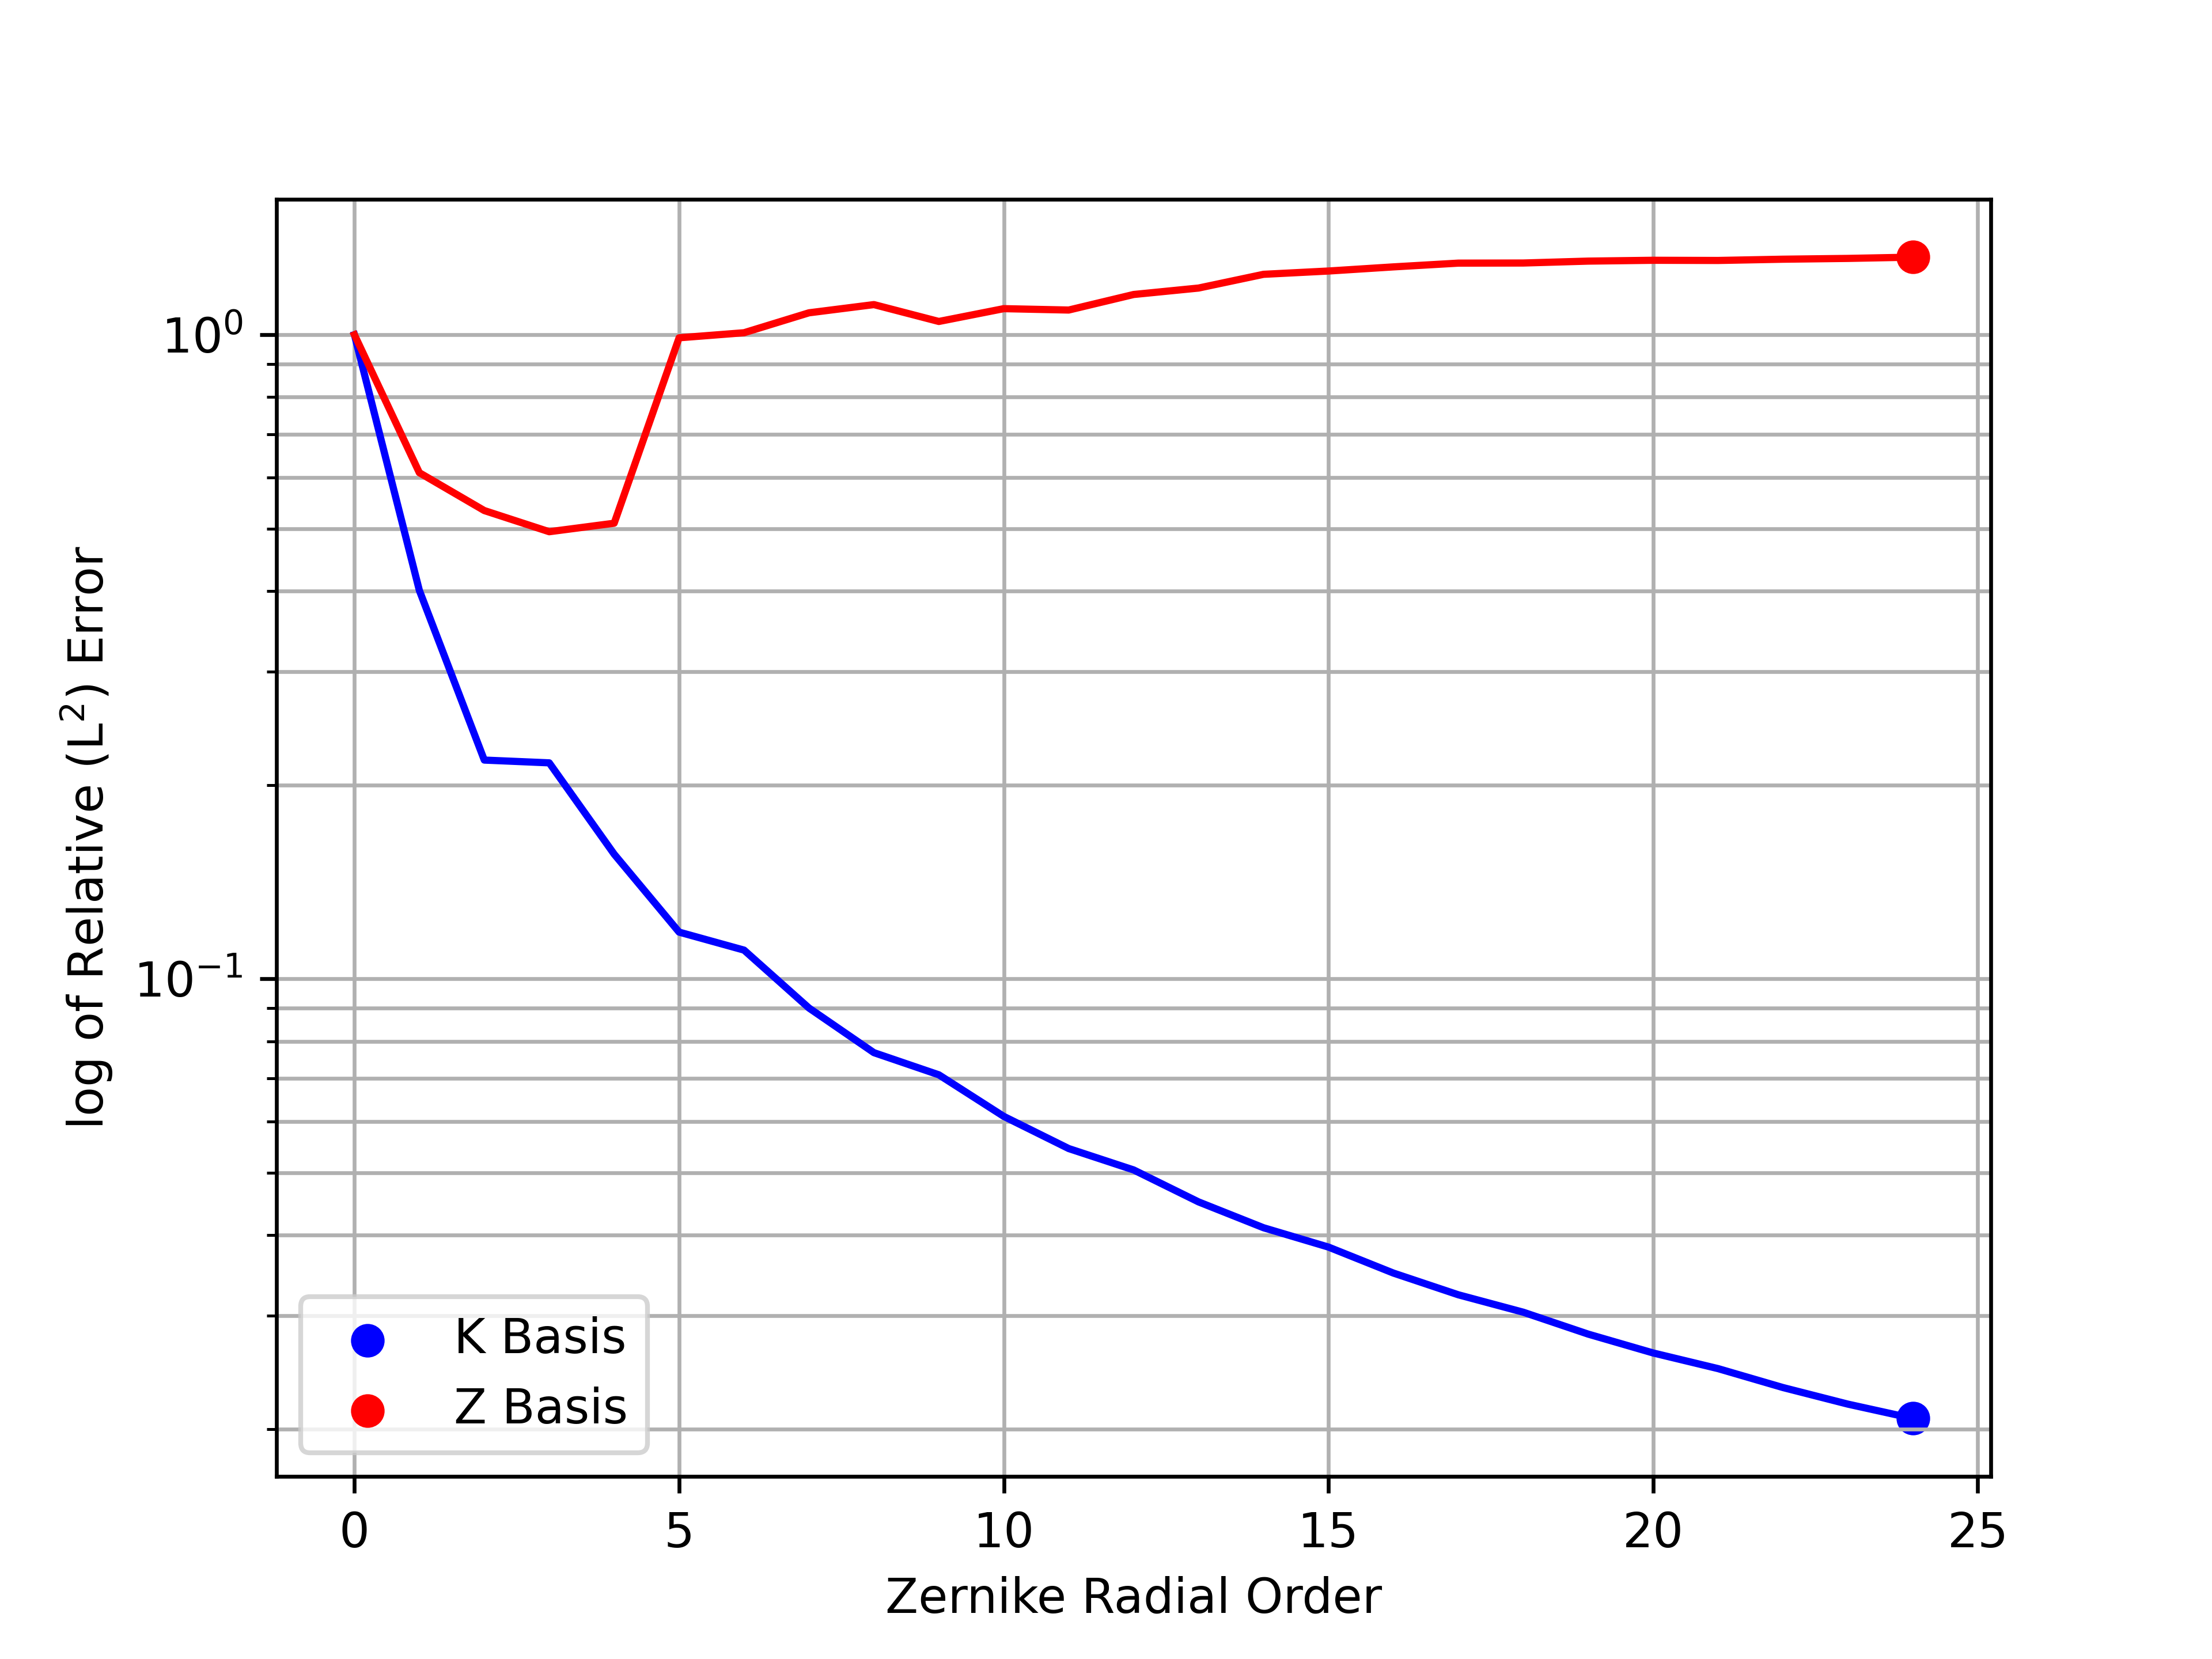 10⁰
10⁻¹
log of Relative (L²) Error
K Basis
Z Basis
0 5 10 15 20 25
Zernike Radial Order